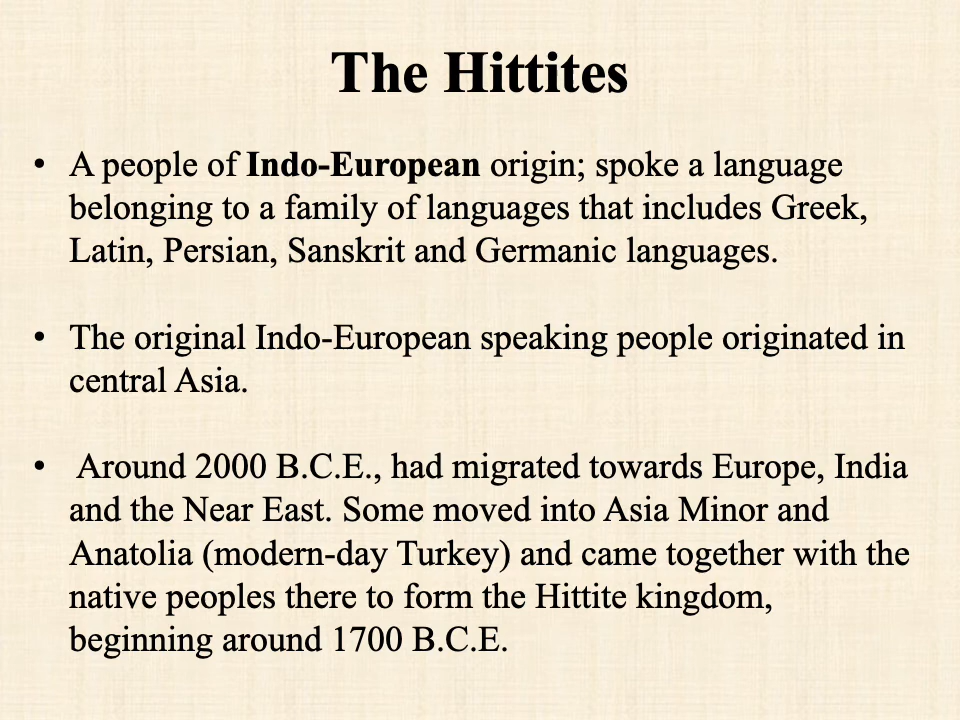 The Hittites
• A people of Indo-European origin; spoke a language
belonging to a family of languages that includes Greek,
Latin, Persian, Sanskrit and Germanic languages.
• The original Indo-European speaking people originated in
central Asia.
• Around 2000 B.C.E., had migrated towards Europe, India
and the Near East. Some moved into Asia Minor and
Anatolia (modern-day Turkey) and came together with the
native peoples there to form the Hittite kingdom,
beginning around 1700 B.C.E.